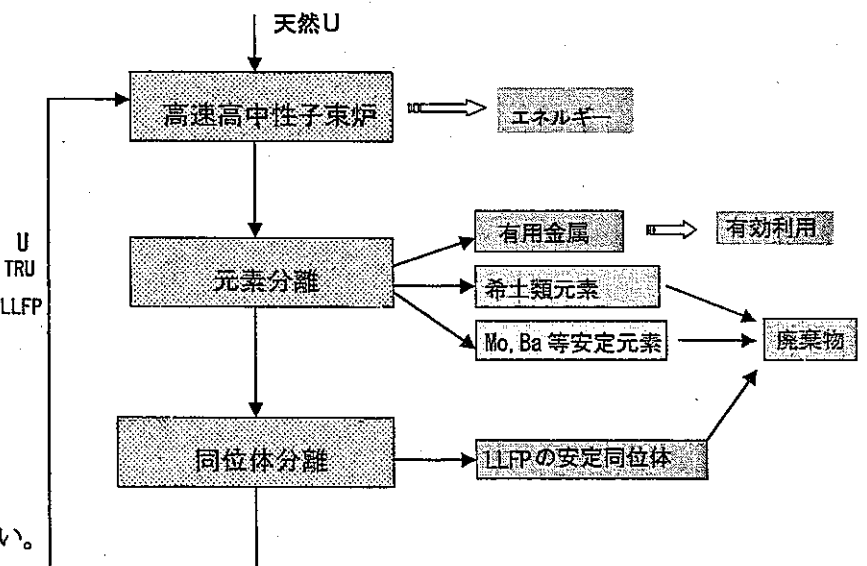 天然U
高速高中性子束炉
エネルギー
有用金属
有効利用
U
TRU
LLFP
元素分離
希土類元素
Mo, Ba 等安定元素
廃棄物
同位体分離
LLFPの安定同位体
い。